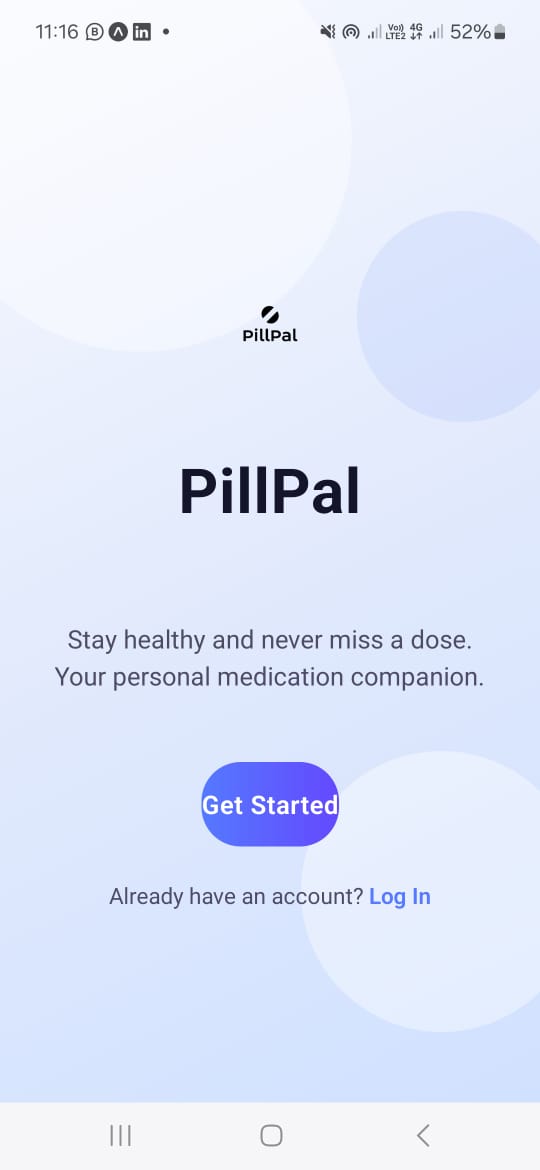 11:16 52%
Vo) 4G
LTE2
PillPal
PillPal
Stay healthy and never miss a dose.
Your personal medication companion.
Get Started
Already have an account? Log In